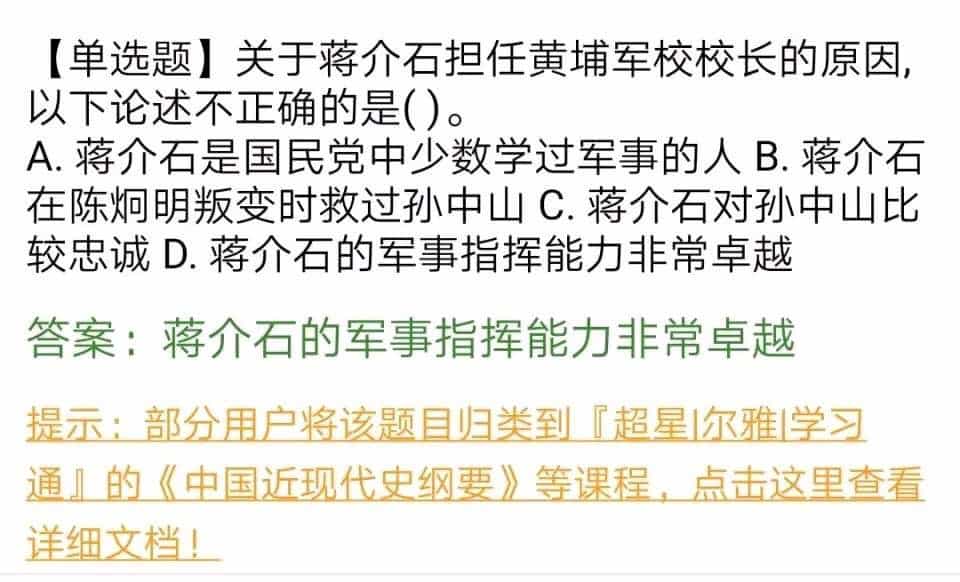 【单选题】关于蒋介石担任黄埔军校校长的原因,
以下论述不正确的是( )。
A. 蒋介石是国民党中少数学过军事的人 B. 蒋介石
在陈炯明叛变时救过孙中山 C. 蒋介石对孙中山比
较忠诚 D. 蒋介石的军事指挥能力非常卓越
答案：蒋介石的军事指挥能力非常卓越
提示：部分用户将该题目归类到『超星|尔雅|学习
通』的《中国近现代史纲要》等课程，点击这里查看
详细文档！